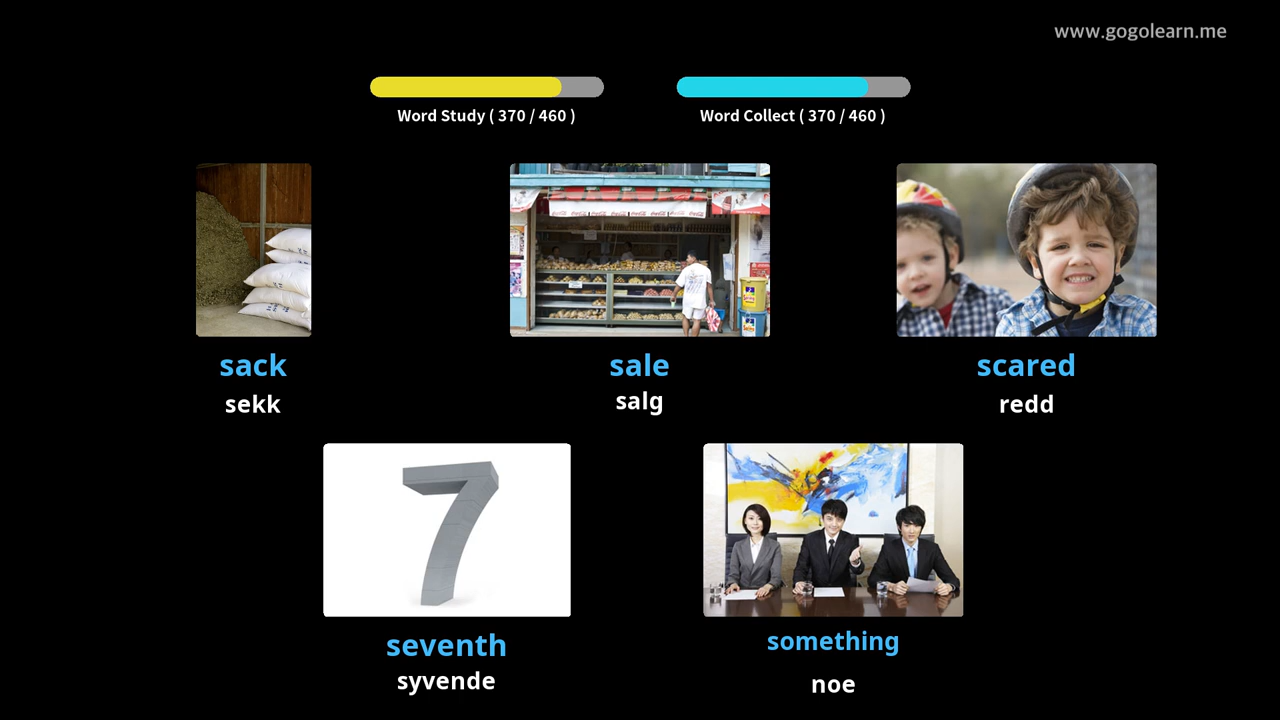 www.gogolearn.me
Word Study ( 370 / 460 )
Word Collect ( 370 / 460 )
sack
sale
scared
sekk
salg
redd
7
seventh
something
syvende
noe